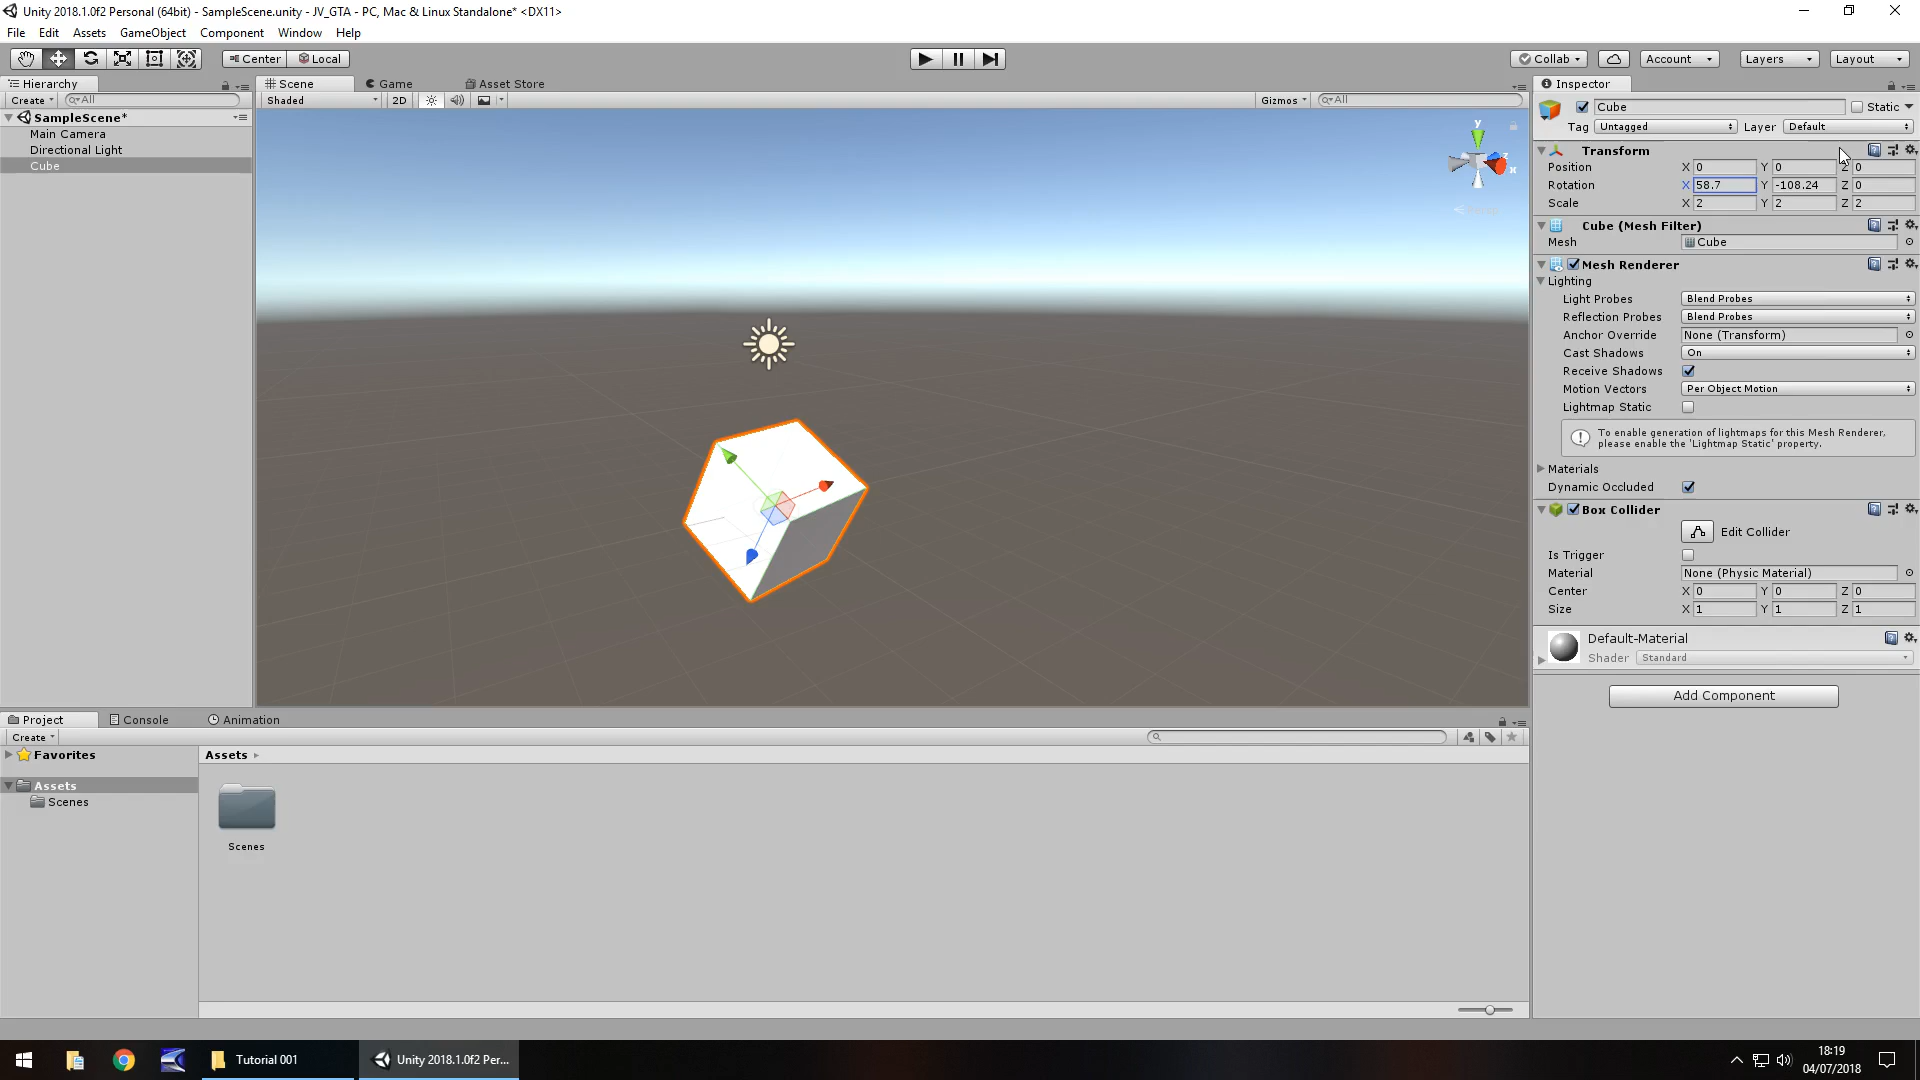 Unity 2018.1.0f2 Personal (64bit) - SampleScene.unity - JV_GTA - PC, Mac & Linux Standalone* <DX11>
File Edit Assets GameObject Component Window Help
Center Local Collab Account Layers Layout
Hierarchy Scene Game Asset Store Inspector
Create All Shaded 2D Gizmos All
SampleScene*
Main Camera
Directional Light
Cube
y
x
z
Cube Static
Tag Untagged Layer Default
Transform
Position X 0 Y 0 Z 0
Rotation X 58.7 Y -108.24 Z 0
Scale X 2 Y 2 Z 2
Cube (Mesh Filter)
Mesh Cube
Mesh Renderer
Lighting
Light Probes Blend Probes
Reflection Probes Blend Probes
Anchor Override None (Transform)
Cast Shadows On
Receive Shadows
Motion Vectors Per Object Motion
Lightmap Static
To enable generation of lightmaps for this Mesh Renderer,
please enable the 'Lightmap Static' property.
Materials
Dynamic Occluded
Box Collider
Edit Collider
Is Trigger
Material None (Physic Material)
Center X 0 Y 0 Z 0
Size X 1 Y 1 Z 1
Default-Material
Shader Standard
Add Component
Project Console Animation
Create
Favorites
Assets
Scenes
Assets
Scenes
Tutorial 001
Unity 2018.1.0f2 Per...
18:19
04/07/2018